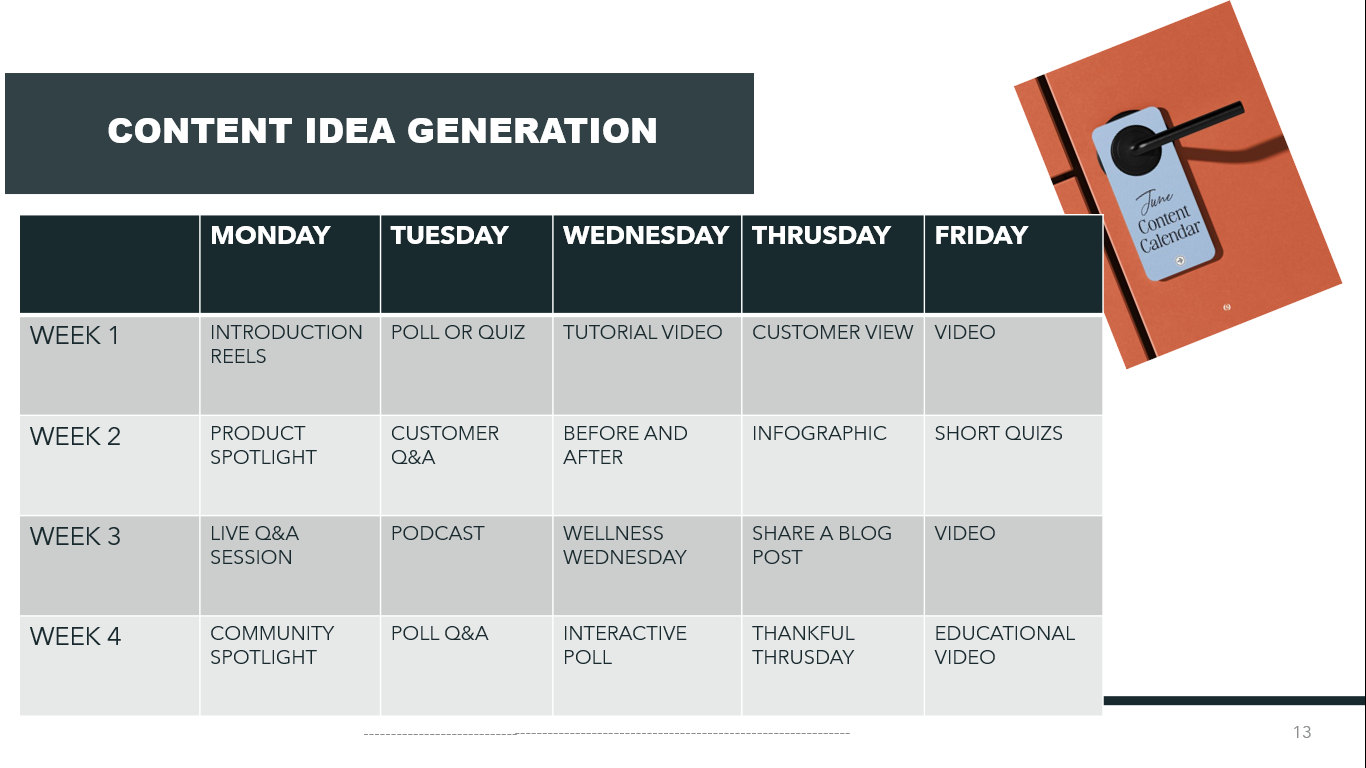 CONTENT IDEA GENERATION
June
Content
Calendar
MONDAY TUESDAY WEDNESDAY THRUSDAY FRIDAY
WEEK 1 INTRODUCTION POLL OR QUIZ TUTORIAL VIDEO CUSTOMER VIEW VIDEO
REELS
WEEK 2 PRODUCT CUSTOMER BEFORE AND INFOGRAPHIC SHORT QUIZS
SPOTLIGHT Q&A AFTER
WEEK 3 LIVE Q&A PODCAST WELLNESS SHARE A BLOG VIDEO
SESSION WEDNESDAY POST
WEEK 4 COMMUNITY POLL Q&A INTERACTIVE THANKFUL EDUCATIONAL
SPOTLIGHT POLL THRUSDAY VIDEO
13